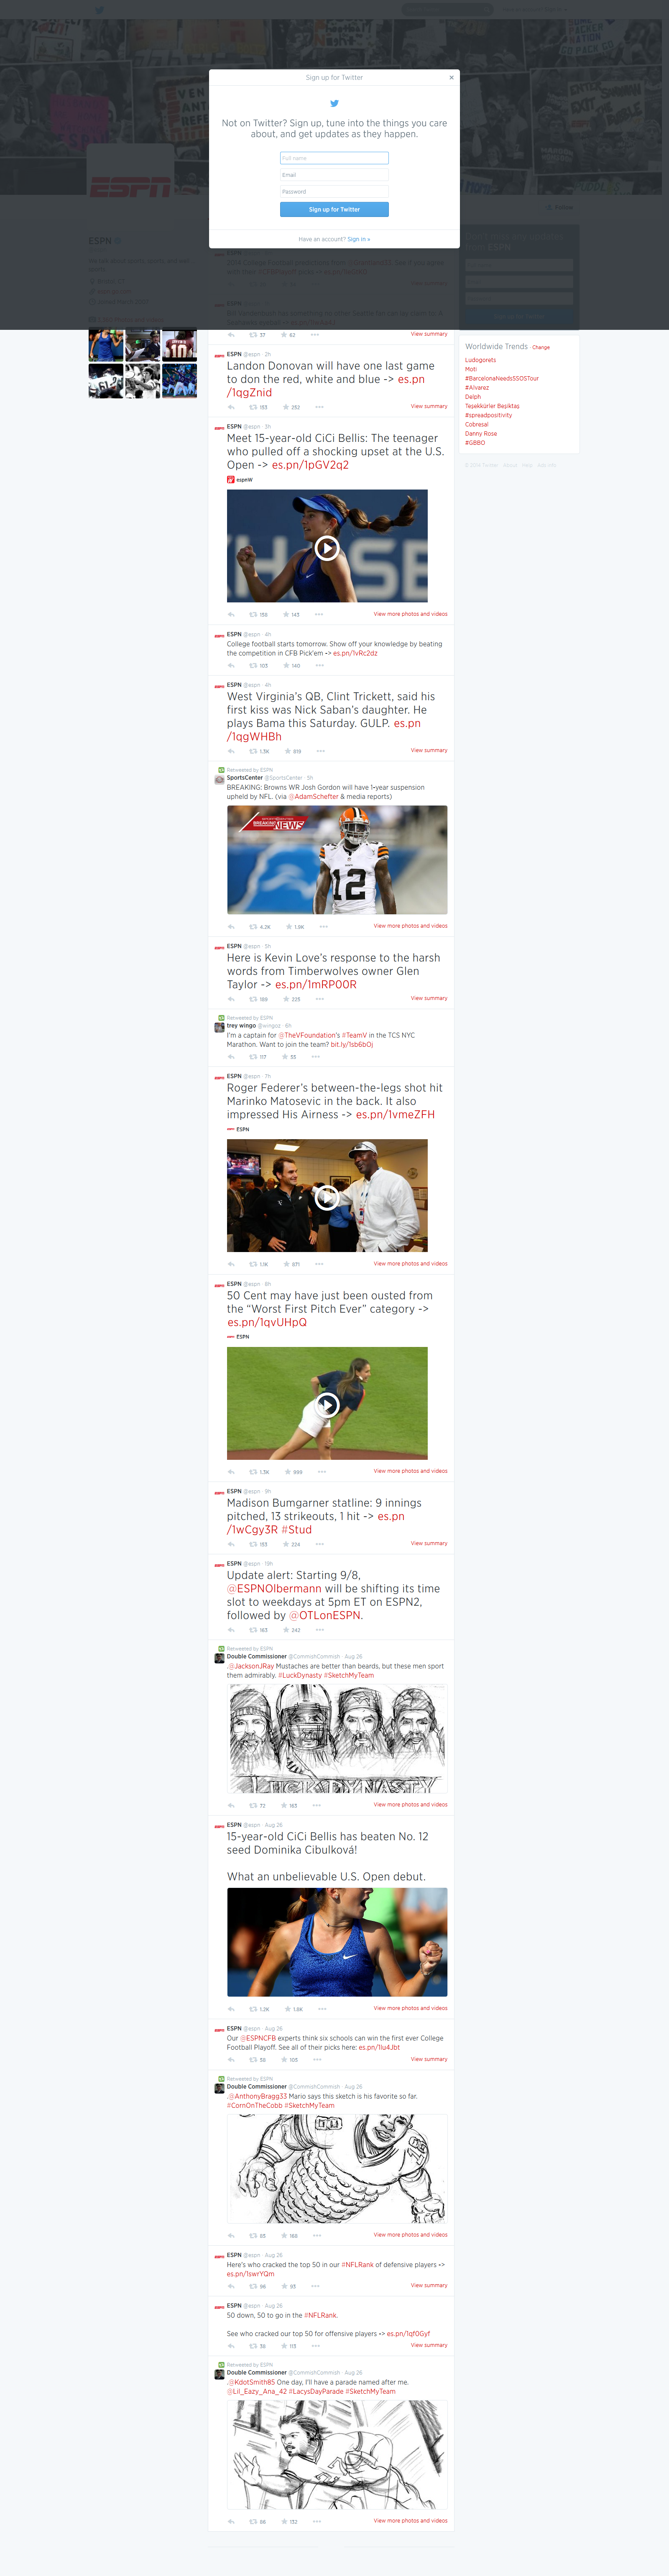 Sign up for Twitter
×
Not on Twitter? Sign up, tune into the things you care
about, and get updates as they happen.
Full name
Email
Password
Sign up for Twitter
Have an account? Sign in »
ESPN
ESPN
Follow
37 62 View summary
ESPN @espn · 2h
Landon Donovan will have one last game
to don the red, white and blue -> es.pn
/1qgZnid
View summary
ESPN @espn · 3h
Meet 15-year-old CiCi Bellis: The teenager
who pulled off a shocking upset at the U.S.
Open -> es.pn/1pGV2q2
espnW
143 View more photos and videos
ESPN @espn · 4h
College football starts tomorrow. Show off your knowledge by beating
the competition in CFB Pick'em -> es.pn/1vRc2dz
103 140
ESPN @espn · 4h
West Virginia's QB, Clint Trickett, said his
first kiss was Nick Saban's daughter. He
plays Bama this Saturday. GULP. es.pn
/1qgWHBh
1.3K 819 View summary
Retweeted by ESPN
SportsCenter @SportsCenter · 5h
BREAKING: Browns WR Josh Gordon will have 1-year suspension
upheld by NFL. (via @AdamSchefter & media reports)
BREAKING
NEWS
12
4.2K 1.9K View more photos and videos
ESPN @espn · 5h
Here is Kevin Love's response to the harsh
words from Timberwolves owner Glen
Taylor -> es.pn/1mRP0OR
View summary
Retweeted by ESPN
trey wingo @wingoz · 6h
I'm a captain for @TheVFoundation's #TeamV in the TCS NYC
Marathon. Want to join the team? bit.ly/1sb6bOj
117
ESPN @espn · 7h
Roger Federer's between-the-legs shot hit
Marinko Matosevic in the back. It also
impressed His Airness -> es.pn/1vmeZFH
ESPN
1.1K 871 View more photos and videos
ESPN @espn · 8h
50 Cent may have just been ousted from
the “Worst First Pitch Ever” category ->
es.pn/1qvUHpQ
ESPN
1.3K 999 View more photos and videos
ESPN @espn · 9h
Madison Bumgarner statline: 9 innings
pitched, 13 strikeouts, 1 hit -> es.pn
/1wCgy3R #Stud
224 View summary
ESPN @espn · 19h
Update alert: Starting 9/8,
@ESPNOlbermann will be shifting its time
slot to weekdays at 5pm ET on ESPN2,
followed by @OTLonESPN.
163 242
Retweeted by ESPN
Double Commissioner @CommishCommish · Aug 26
.@JacksonJRay Mustaches are better than beards, but these men sport
them admirably. #LuckDynasty #SketchMyTeam
72 163 View more photos and videos
ESPN @espn · Aug 26
15-year-old CiCi Bellis has beaten No. 12
seed Dominika Cibulková!
What an unbelievable U.S. Open debut.
1.2K 1.6K View more photos and videos
ESPN @espn · Aug 26
Our @ESPNCFB experts think six schools can win the first ever College
Football Playoff. See all of their picks here: es.pn/1lu4Jbt
103 View summary
Retweeted by ESPN
Double Commissioner @CommishCommish · Aug 26
.@AnthonyBragg33 Mario says this sketch is his favorite so far.
#CornOnTheCobb #SketchMyTeam
View more photos and videos
ESPN @espn · Aug 26
Here's who cracked the top 50 in our #NFLRank of defensive players ->
es.pn/1swrYQm
96 93 View summary
ESPN @espn · Aug 26
50 down, 50 to go in the #NFLRank.
See who cracked our top 50 for offensive players -> es.pn/1qf0Gyf
113 View summary
Retweeted by ESPN
Double Commissioner @CommishCommish · Aug 26
.@KdotSmith85 One day, I'll have a parade named after me.
@Lil_Eazy_Ana_42 #LacysDayParade #SketchMyTeam
132 View more photos and videos
Worldwide Trends · Change
Ludogorets
Moti
#BarcelonaNeeds5SOSTour
#Alvarez
Delph
Teşekkürler Beşiktaş
#spreadpositivity
Cobresal
Danny Rose
#GBBO
© 2014 Twitter About Help Ads info